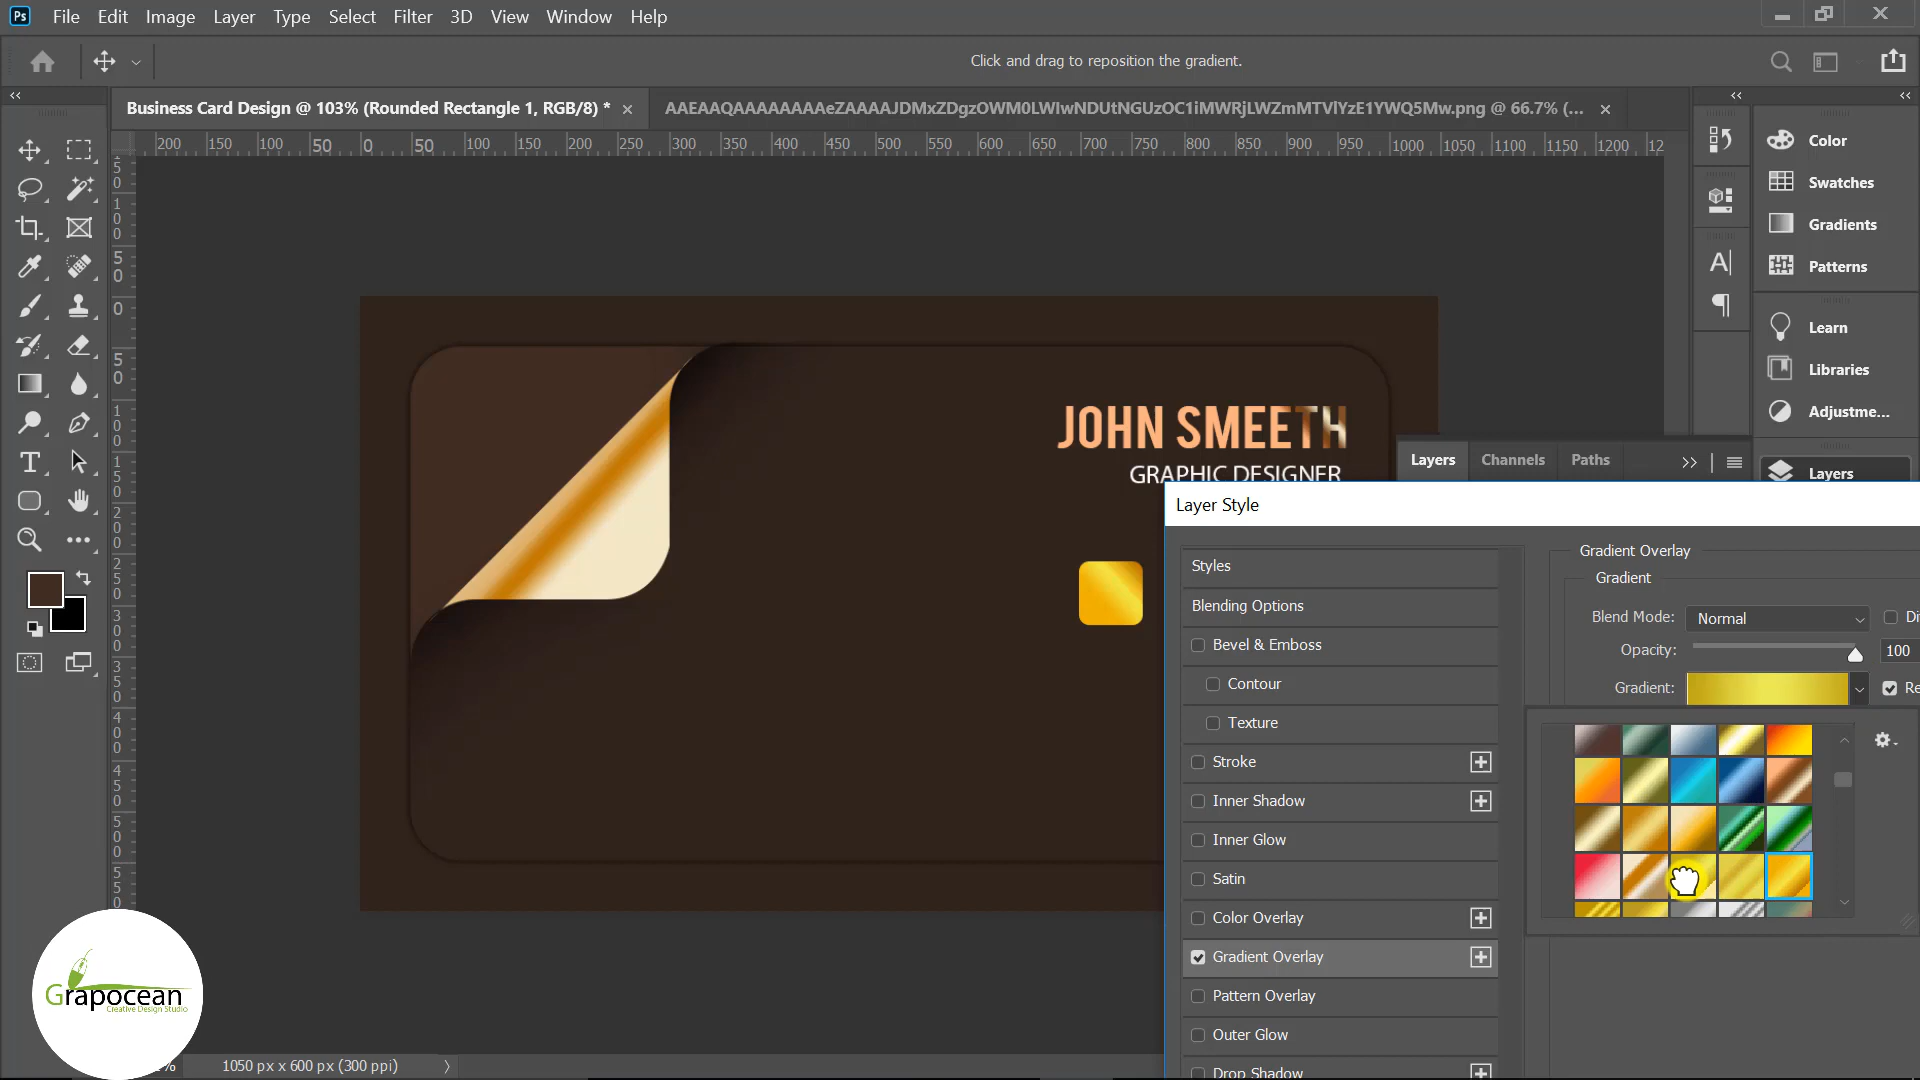 Ps File Edit Image Layer Type Select Filter 3D View Window Help
Click and drag to reposition the gradient.
Business Card Design @ 103% (Rounded Rectangle 1, RGB/8) *
200 150 100 50 0 50 100 150 200 250 300 350 400 450 500 550 600 650 700 750 800 850 900 950 1000 1050 1100 1150 1200 12
Color
Swatches
Gradients
Patterns
Learn
Libraries
Adjustme...
Layers
JOHN SMEETH
GRAPHIC DESIGNER
Layers Channels Paths
Layer Style
Styles
Blending Options
Bevel & Emboss
Contour
Texture
Stroke
Inner Shadow
Inner Glow
Satin
Color Overlay
Gradient Overlay
Pattern Overlay
Outer Glow
Drop Shadow
Gradient Overlay
Gradient
Blend Mode: Normal Di
Opacity: 100
Gradient: Re
Grapocean
Creative Design Studio
% 1050 px x 600 px (300 ppi)